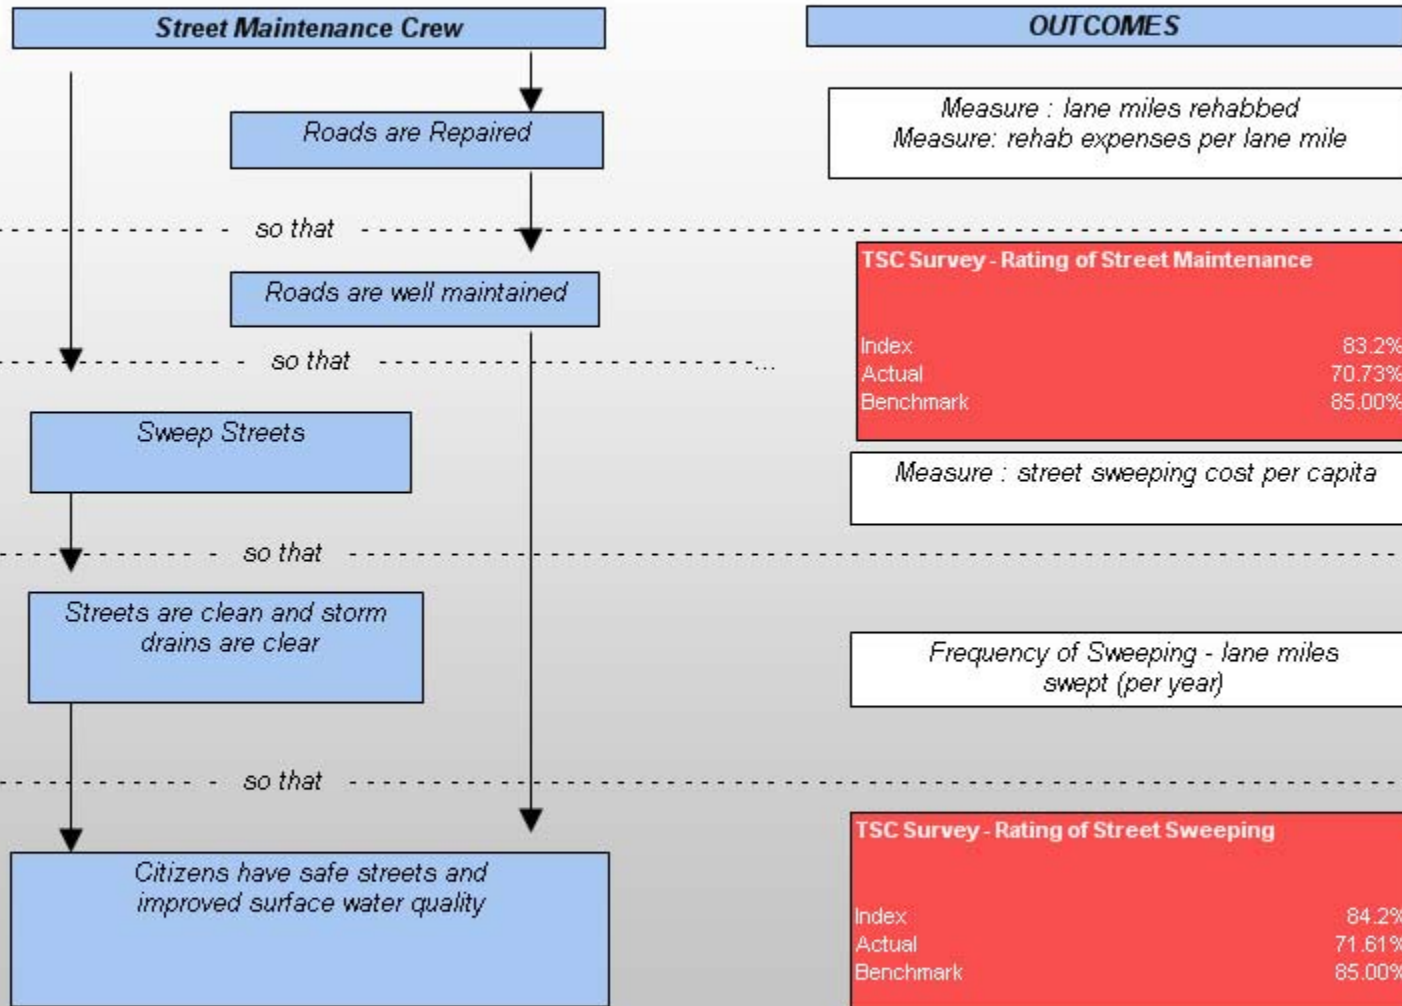 Street Maintenance Crew
OUTCOMES
Roads are Repaired
Measure : lane miles rehabbed
Measure: rehab expenses per lane mile
so that
Roads are well maintained
TSC Survey - Rating of Street Maintenance
Index 83.2%
Actual 70.73%
Benchmark 85.00%
so that ...
Sweep Streets
Measure : street sweeping cost per capita
so that
Streets are clean and storm
drains are clear
Frequency of Sweeping - lane miles
swept (per year)
so that
Citizens have safe streets and
improved surface water quality
TSC Survey - Rating of Street Sweeping
Index 84.2%
Actual 71.61%
Benchmark 85.00%